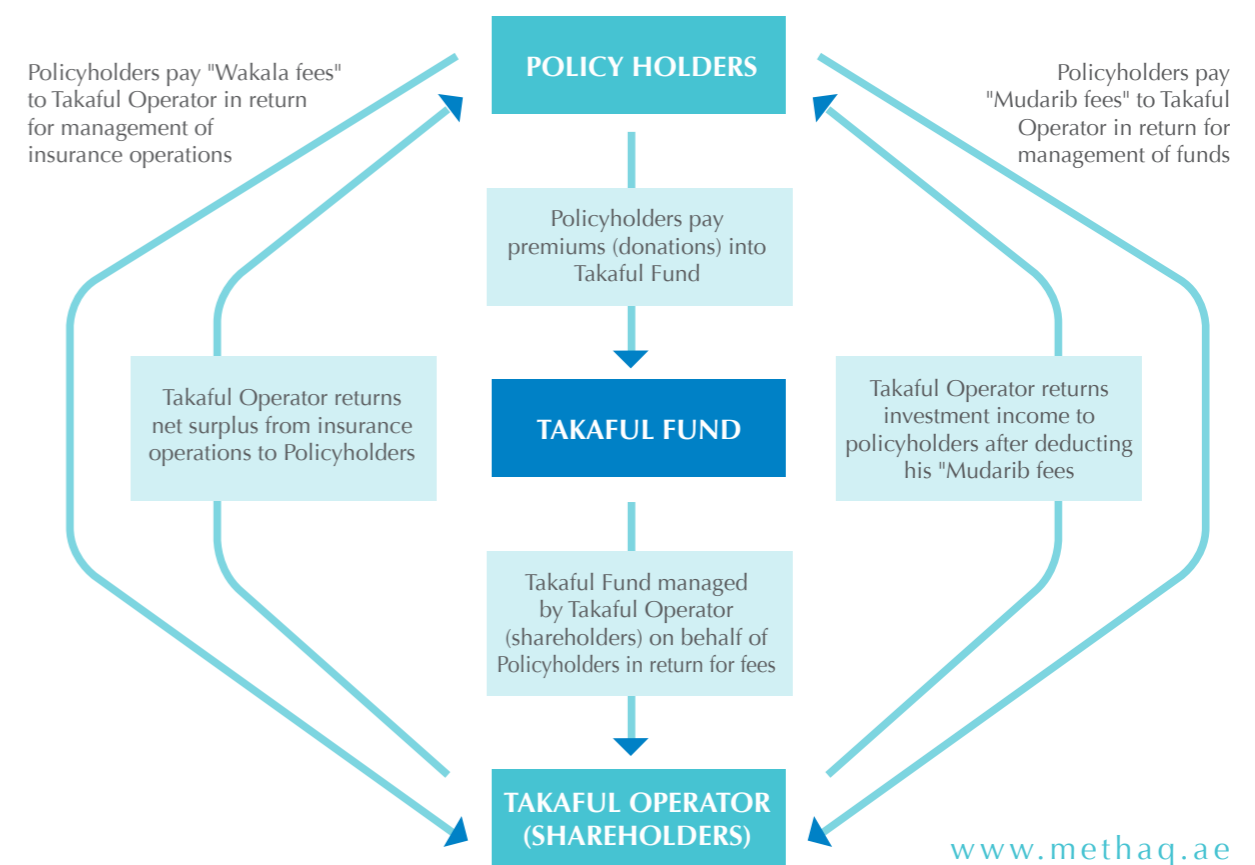 POLICY HOLDERS
Policyholders pay "Wakala fees"
to Takaful Operator in return
for management of
insurance operations
Policyholders pay
"Mudarib fees" to Takaful
Operator in return for
management of funds
Policyholders pay
premiums (donations) into
Takaful Fund
Takaful Operator returns
net surplus from insurance
operations to Policyholders
TAKAFUL FUND
Takaful Operator returns
investment income to
policyholders after deducting
his "Mudarib fees
Takaful Fund managed
by Takaful Operator
(shareholders) on behalf of
Policyholders in return for fees
TAKAFUL OPERATOR
(SHAREHOLDERS)
www.methaq.ae